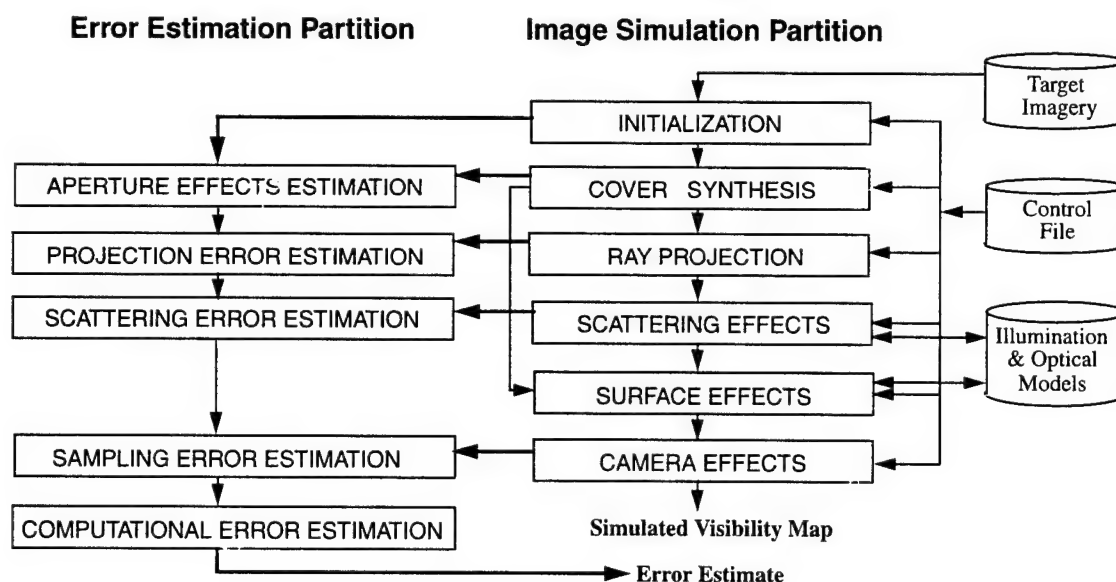 Error Estimation Partition
Image Simulation Partition
Target
Imagery
INITIALIZATION
APERTURE EFFECTS ESTIMATION
COVER SYNTHESIS
Control
File
PROJECTION ERROR ESTIMATION
RAY PROJECTION
SCATTERING ERROR ESTIMATION
SCATTERING EFFECTS
Illumination
& Optical
Models
SURFACE EFFECTS
SAMPLING ERROR ESTIMATION
CAMERA EFFECTS
COMPUTATIONAL ERROR ESTIMATION
Simulated Visibility Map
Error Estimate